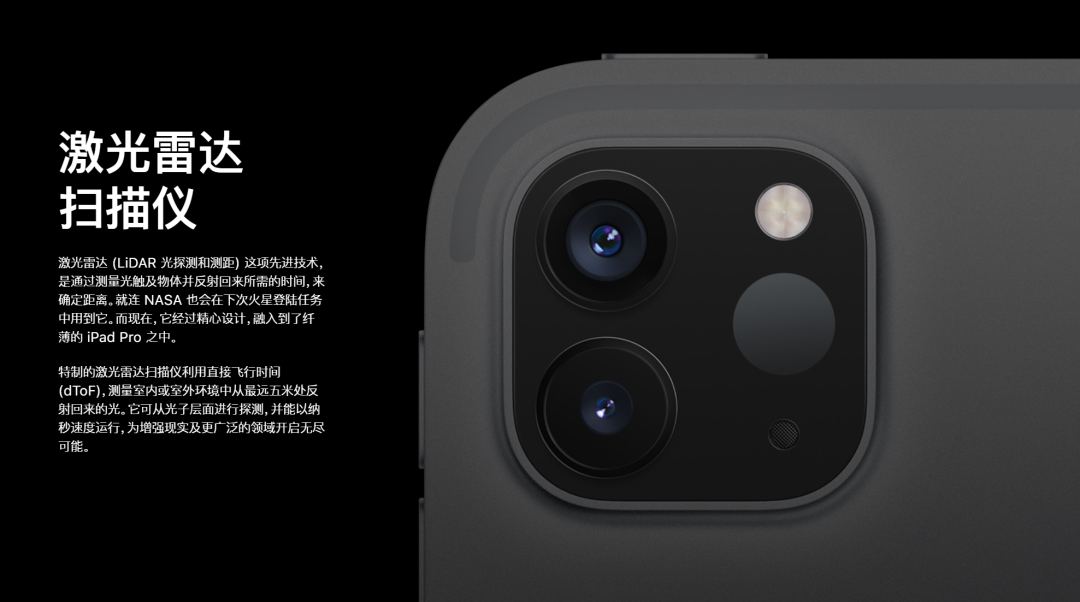 激光雷达
扫描仪
激光雷达 (LiDAR 光探测和测距) 这项先进技术，
是通过测量光触及物体并反射回来所需的时间，来
确定距离。就连 NASA 也会在下次火星登陆任务
中用到它。而现在，它经过精心设计，融入到了纤
薄的 iPad Pro 之中。
特制的激光雷达扫描仪利用直接飞行时间
(dToF)，测量室内或室外环境中从最远五米处反
射回来的光。它可从光子层面进行探测，并能以纳
秒速度运行，为增强现实及更广泛的领域开启无尽
可能。